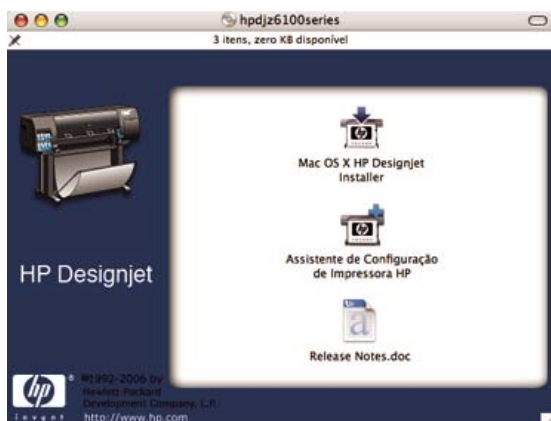 hpdjz6100series
3 itens, zero KB disponível
Mac OS X HP Designjet
Installer
Assistente de Configuração
de Impressora HP
Release Notes.doc
HP Designjet
hp
invent
®
©1992-2006 by
Hewlett-Packard
Development Company, L.P.
http://www.hp.com